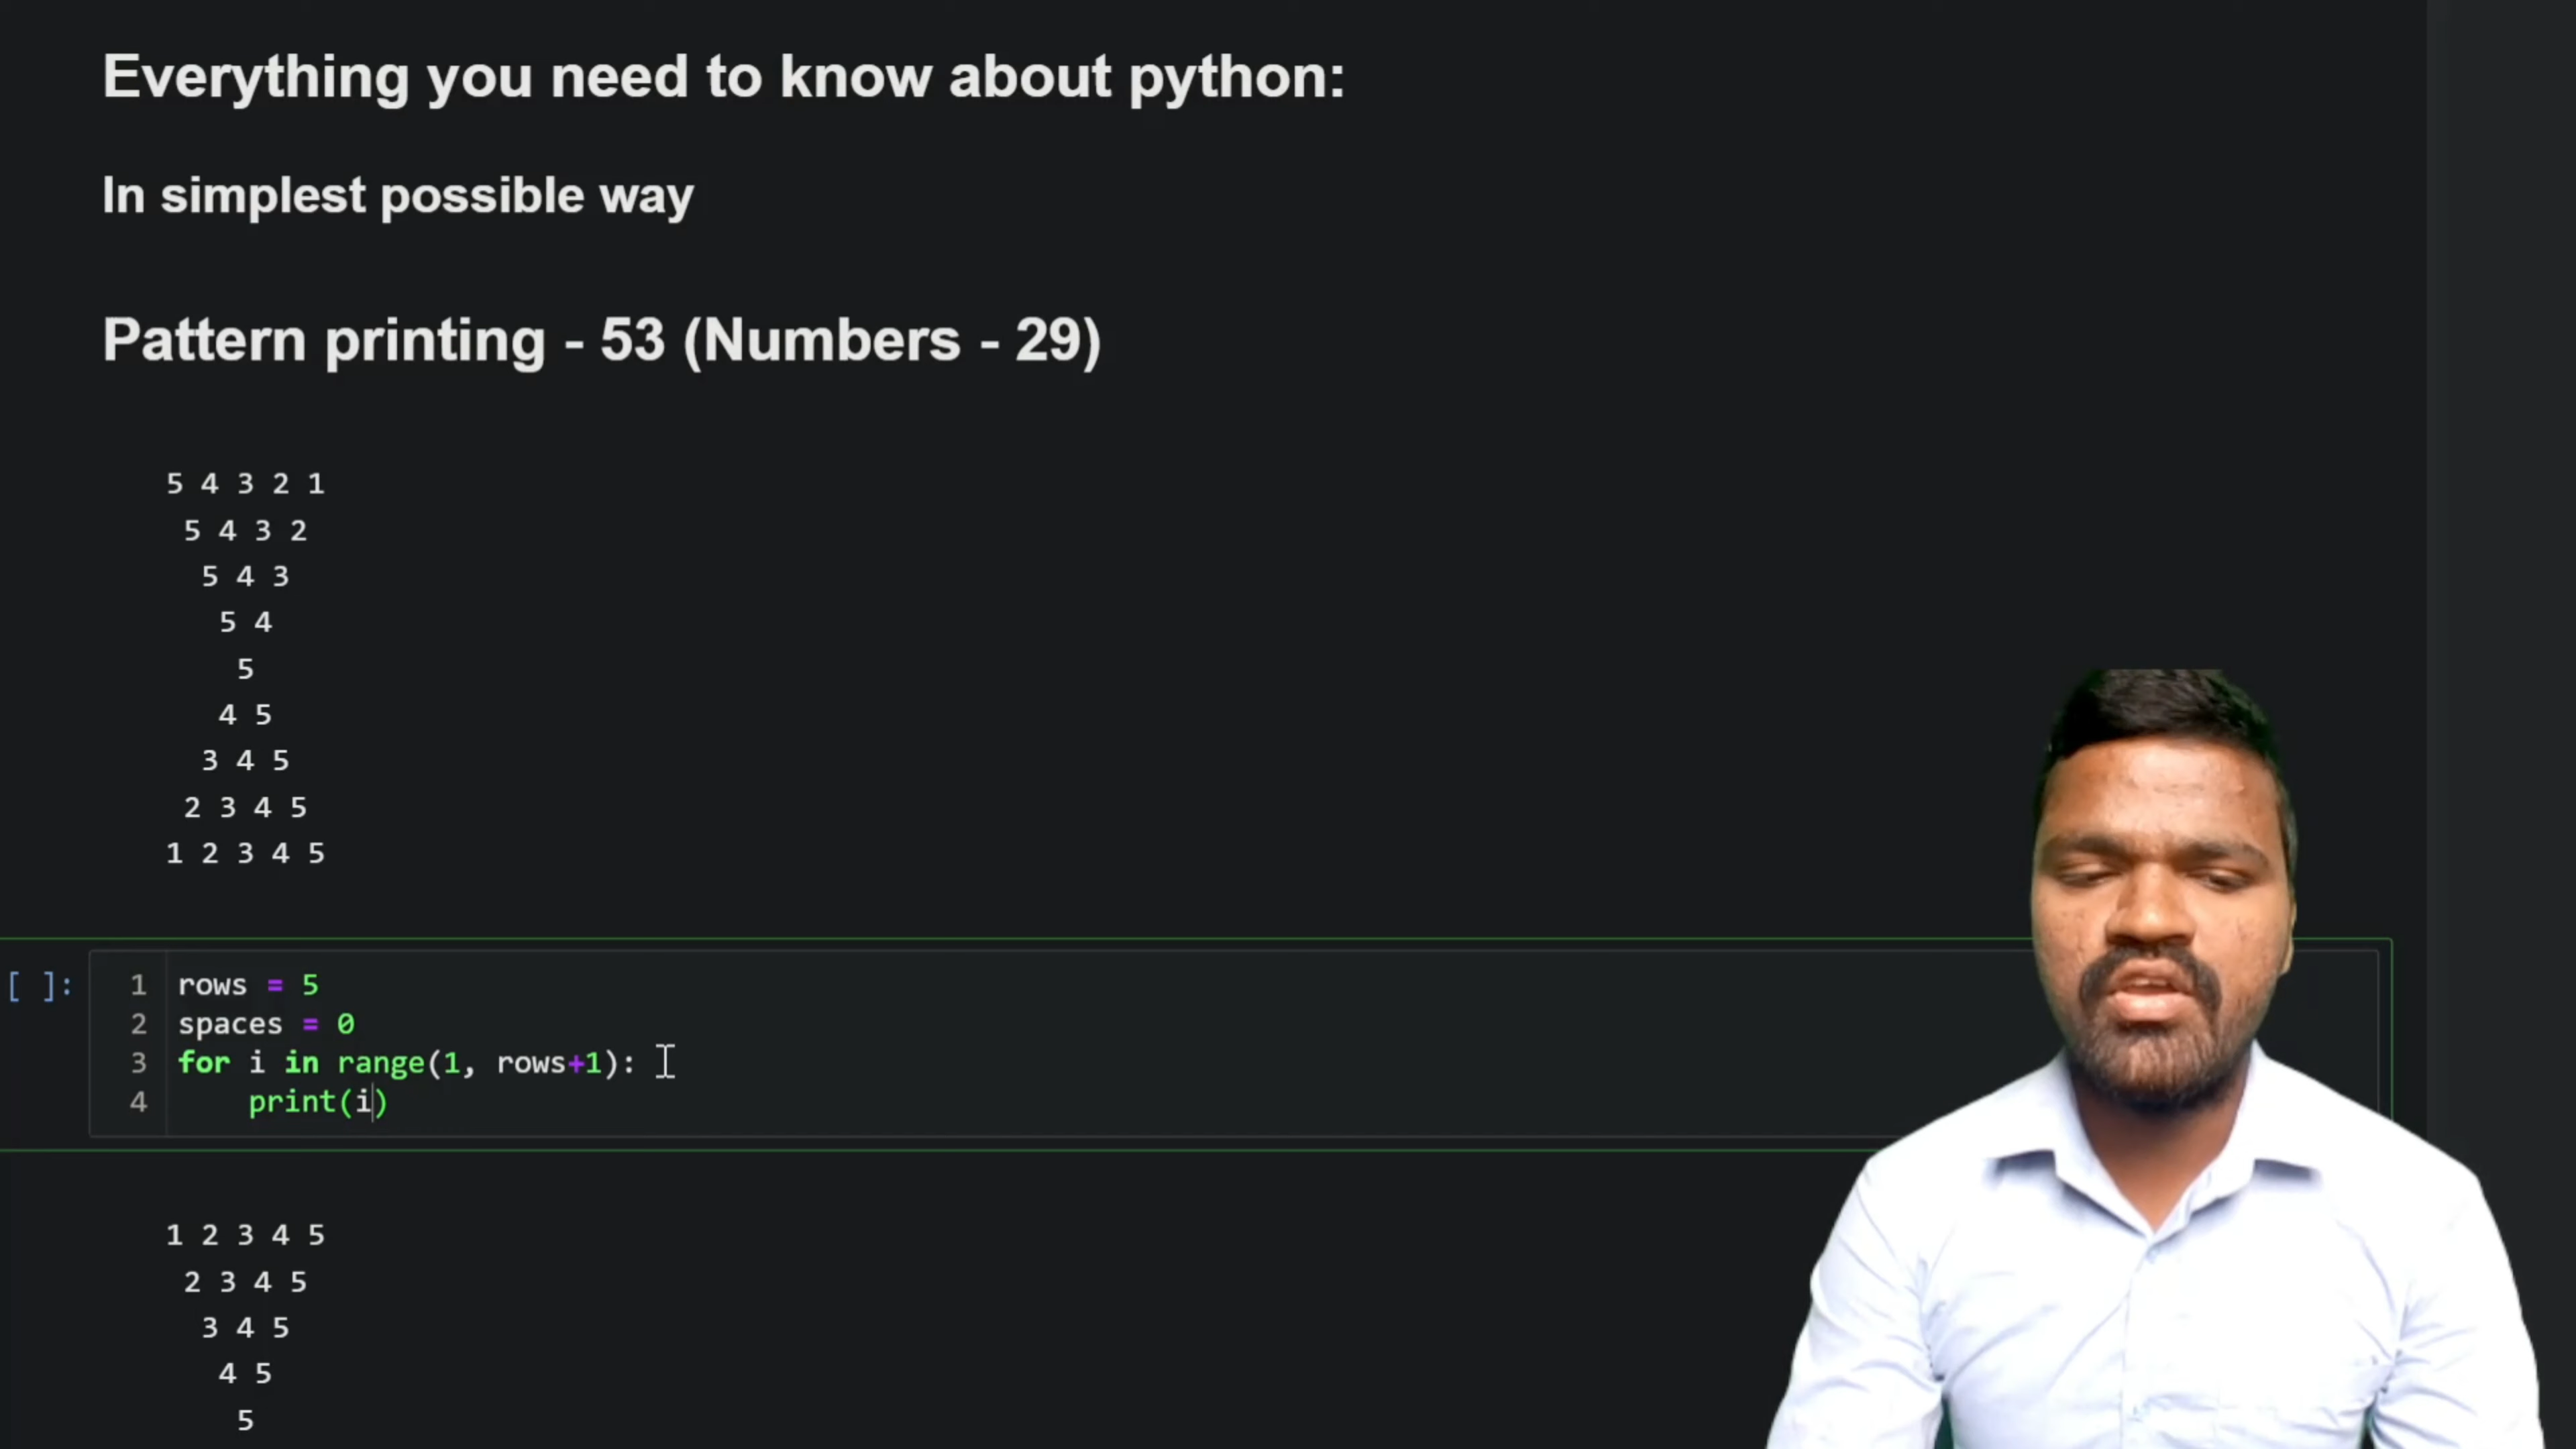 Everything you need to know about python:
In simplest possible way
Pattern printing - 53 (Numbers - 29)
5 4 3 2 1
5 4 3 2
5 4 3
5 4
5
4 5
3 4 5
2 3 4 5
1 2 3 4 5
[ ]: 1 rows = 5
2 spaces = 0
3 for i in range(1, rows+1):
4 print(i)
1 2 3 4 5
2 3 4 5
3 4 5
4 5
5